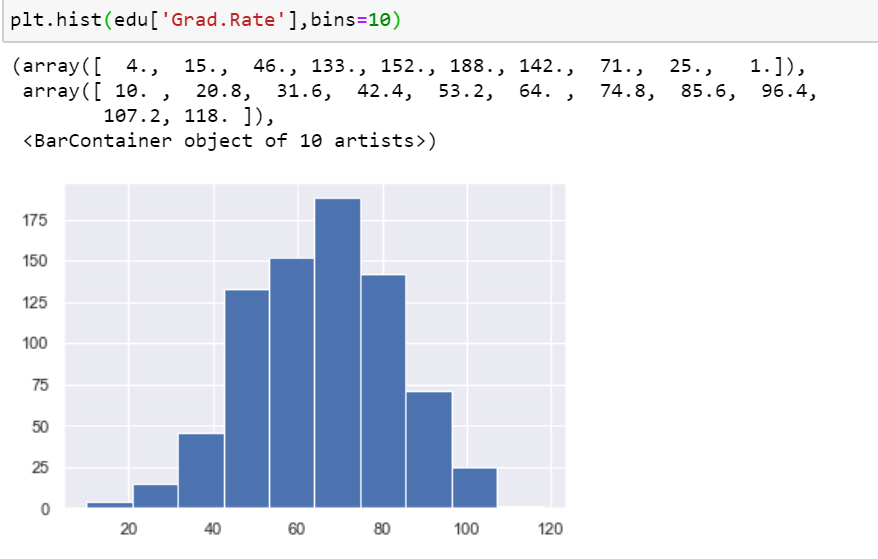 plt.hist(edu['Grad.Rate'],bins=10)
(array([  4.,  15.,  46., 133., 152., 188., 142.,  71.,  25.,   1.]),
 array([ 10. ,  20.8,  31.6,  42.4,  53.2,  64. ,  74.8,  85.6,  96.4,
        107.2, 118. ]),
 <BarContainer object of 10 artists>)
175
150
125
100
75
50
25
0
20 40 60 80 100 120